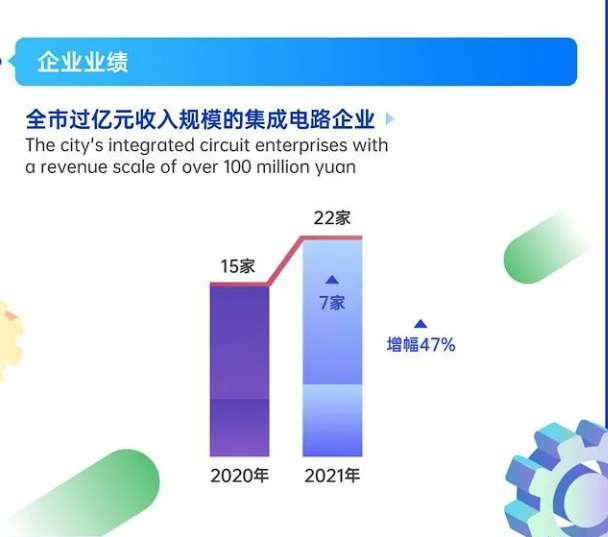 企业业绩
全市过亿元收入规模的集成电路企业
The city's integrated circuit enterprises with
a revenue scale of over 100 million yuan
22家
15家
7家
增幅47%
2020年 2021年